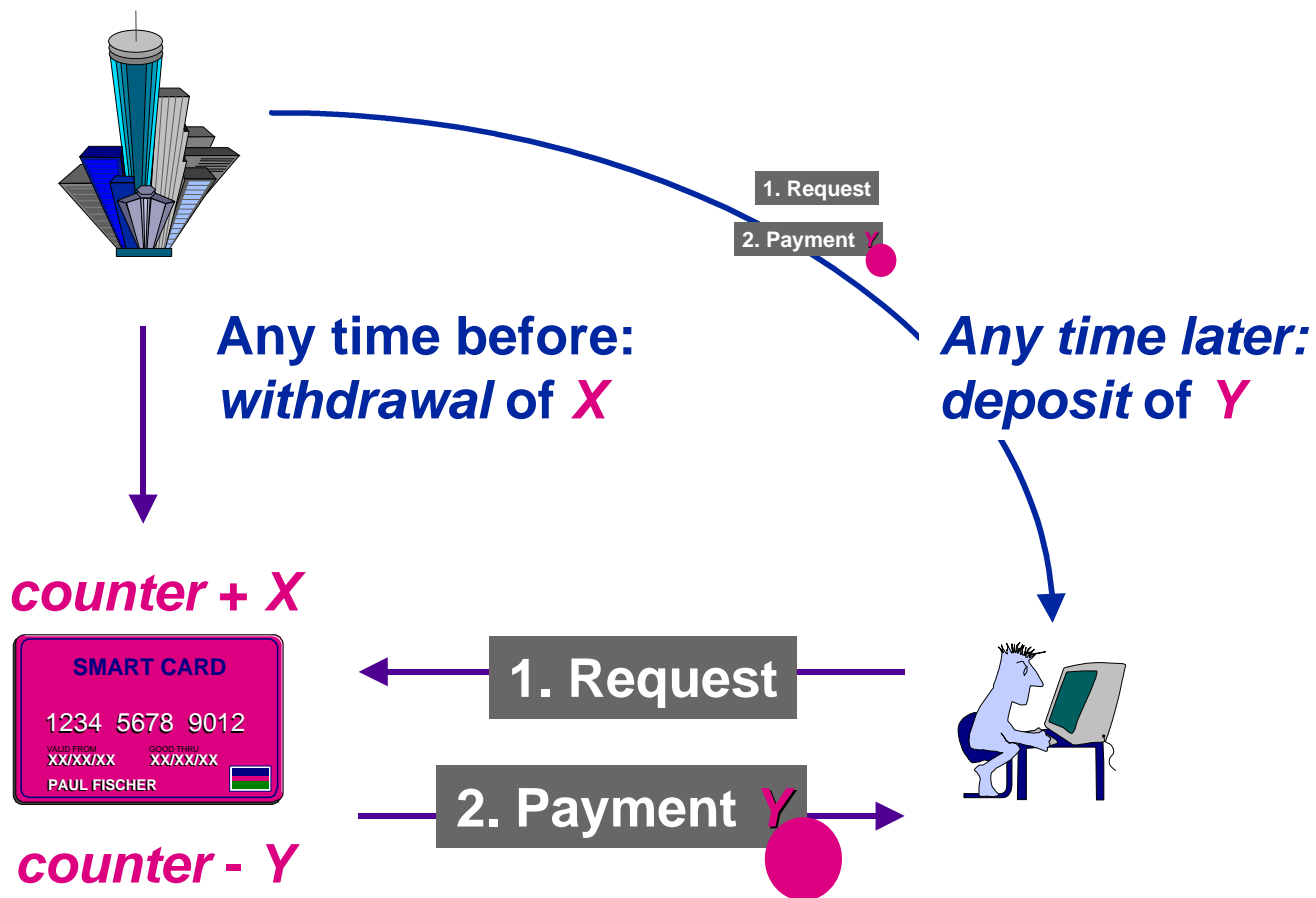 1. Request
2. Payment Y
Any time before:
withdrawal of X
Any time later:
deposit of Y
counter + X
SMART CARD
1234 5678 9012
VALID FROM GOOD THRU
XX/XX/XX XX/XX/XX
PAUL FISCHER
counter - Y
1. Request
2. Payment Y